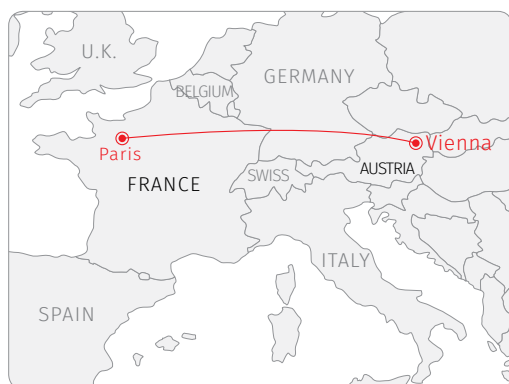 U.K.
GERMANY
BELGIUM
Vienna
Paris
AUSTRIA
SWISS
FRANCE
ITALY
SPAIN